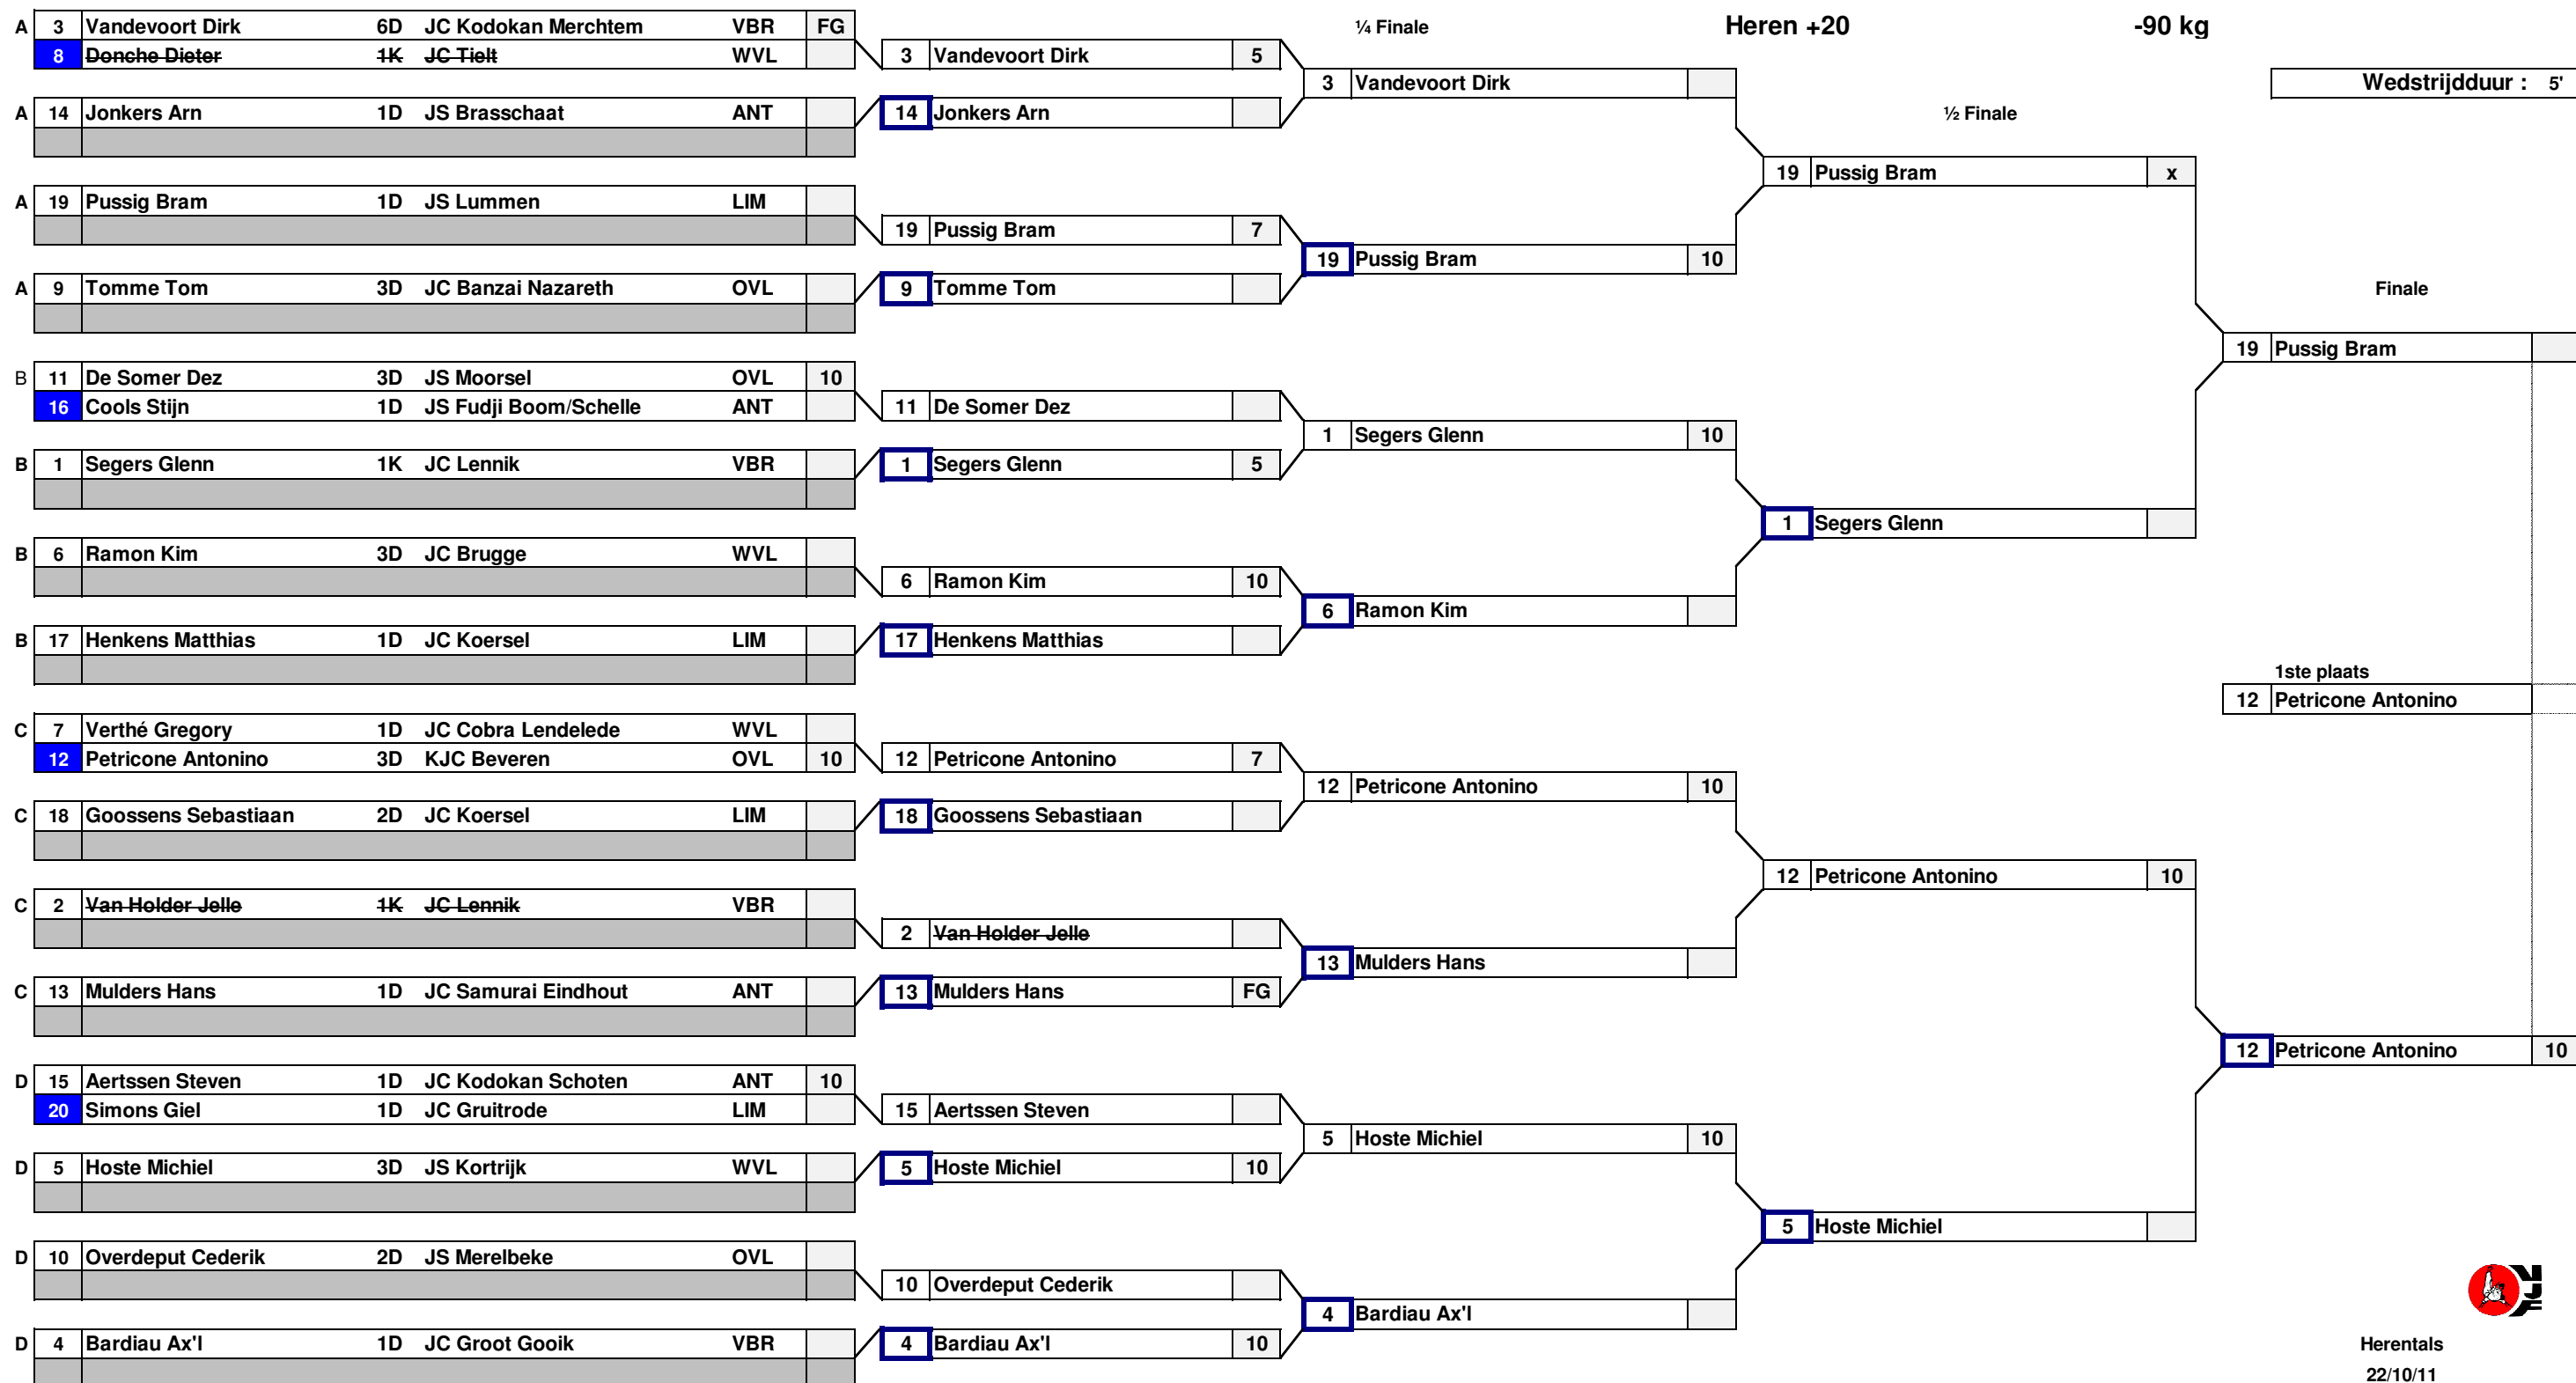 ¼ Finale Heren +20 -90 kg
Wedstrijdduur : 5'
A 3 Vandevoort Dirk 6D JC Kodokan Merchtem VBR FG
8 Donche Dieter 1K JC Tielt WVL
A 14 Jonkers Arn 1D JS Brasschaat ANT
A 19 Pussig Bram 1D JS Lummen LIM
A 9 Tomme Tom 3D JC Banzai Nazareth OVL
B 11 De Somer Dez 3D JS Moorsel OVL 10
16 Cools Stijn 1D JS Fudji Boom/Schelle ANT
B 1 Segers Glenn 1K JC Lennik VBR
B 6 Ramon Kim 3D JC Brugge WVL
B 17 Henkens Matthias 1D JC Koersel LIM
C 7 Verthé Gregory 1D JC Cobra Lendelede WVL
12 Petricone Antonino 3D KJC Beveren OVL 10
C 18 Goossens Sebastiaan 2D JC Koersel LIM
C 2 Van Holder Jelle 1K JC Lennik VBR
C 13 Mulders Hans 1D JC Samurai Eindhout ANT
D 15 Aertssen Steven 1D JC Kodokan Schoten ANT 10
20 Simons Giel 1D JC Gruitrode LIM
D 5 Hoste Michiel 3D JS Kortrijk WVL
D 10 Overdeput Cederik 2D JS Merelbeke OVL
D 4 Bardiau Ax'l 1D JC Groot Gooik VBR
3 Vandevoort Dirk 5
14 Jonkers Arn
19 Pussig Bram 7
9 Tomme Tom
11 De Somer Dez
1 Segers Glenn 5
6 Ramon Kim 10
17 Henkens Matthias
12 Petricone Antonino 7
18 Goossens Sebastiaan
2 Van Holder Jelle
13 Mulders Hans FG
15 Aertssen Steven
5 Hoste Michiel 10
10 Overdeput Cederik
4 Bardiau Ax'l 10
3 Vandevoort Dirk
19 Pussig Bram 10
1 Segers Glenn 10
6 Ramon Kim
12 Petricone Antonino 10
13 Mulders Hans
5 Hoste Michiel 10
4 Bardiau Ax'l
½ Finale
19 Pussig Bram x
1 Segers Glenn
12 Petricone Antonino 10
5 Hoste Michiel
Finale
19 Pussig Bram
1ste plaats
12 Petricone Antonino
12 Petricone Antonino 10
VJF
Herentals
22/10/11